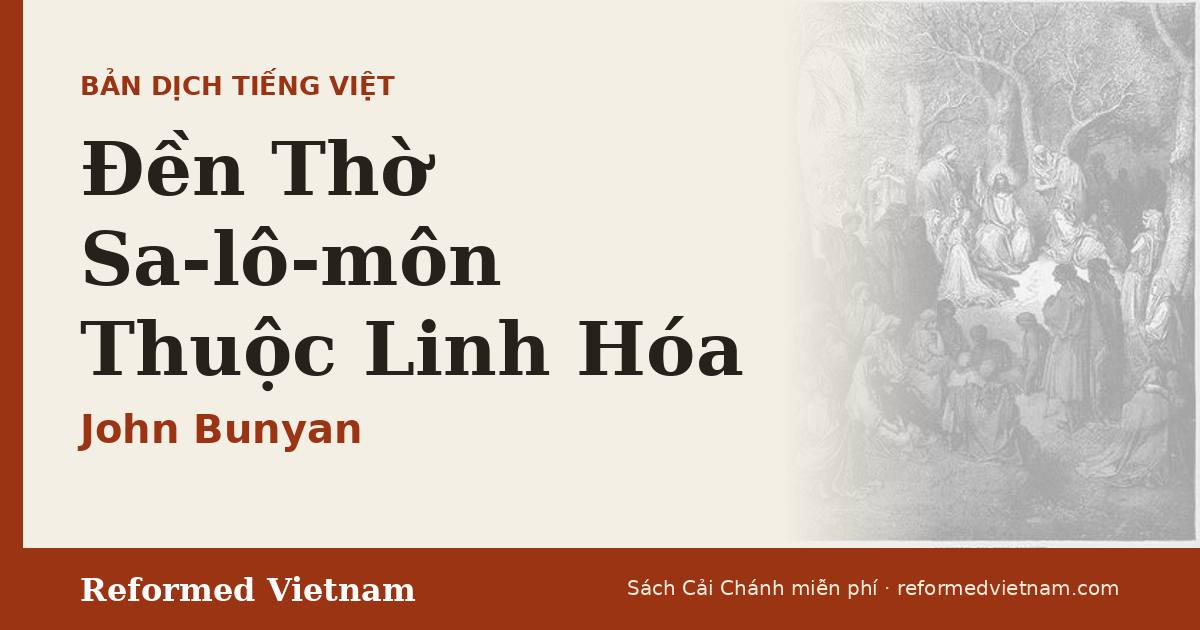 BẢN DỊCH TIẾNG VIỆT
Đền Thờ
Sa-lô-môn
Thuộc Linh Hóa
John Bunyan
Reformed Vietnam
Sách Cải Chánh miễn phí · reformedvietnam.com